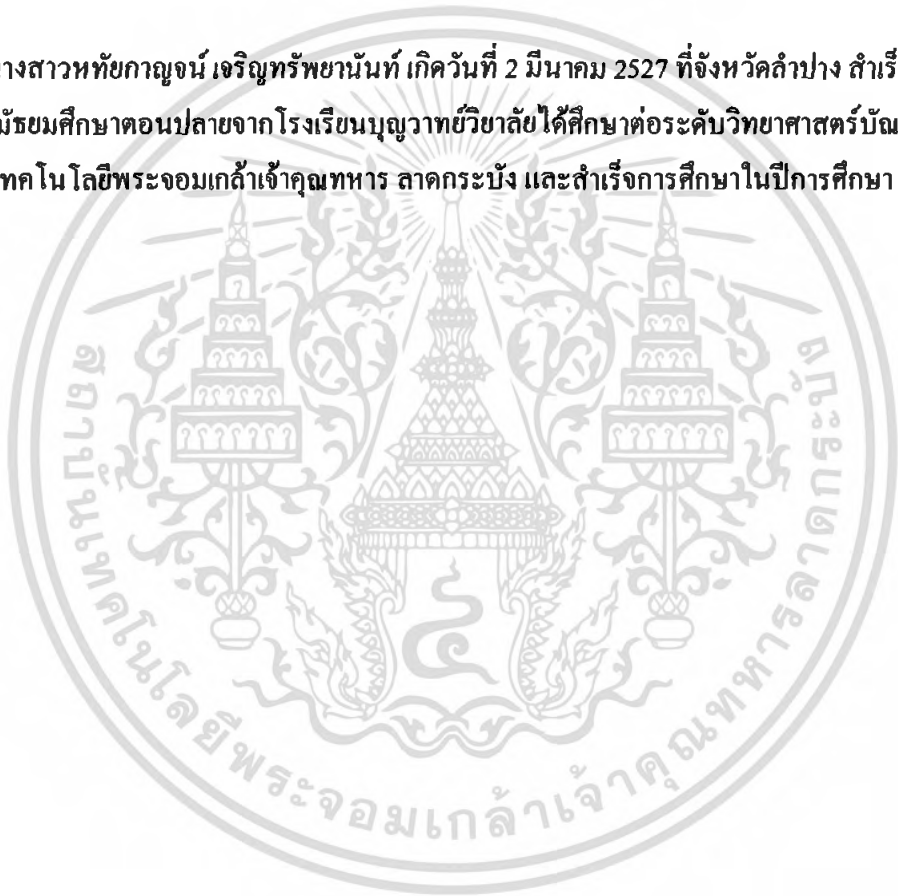 างสาวหทัยกาญจน์ เจริญทรัพยานันท์ เกิดวันที่ 2 มีนาคม 2527 ที่จังหวัดลำปาง สำเร็
มัธยมศึกษาตอนปลายจากโรงเรียนบุญวาทย์วิยาลัยได้ศึกษาต่อระดับวิทยาศาสตร์บัณ
ทคโนโลยีพระจอมเกล้าเจ้าคุณทหาร ลาดกระบัง และสำเร็จการศึกษาในปีการศึกษา
สถาบันเทคโนโลยีพระจอมเกล้าเจ้าคุณทหารลาดกระบัง